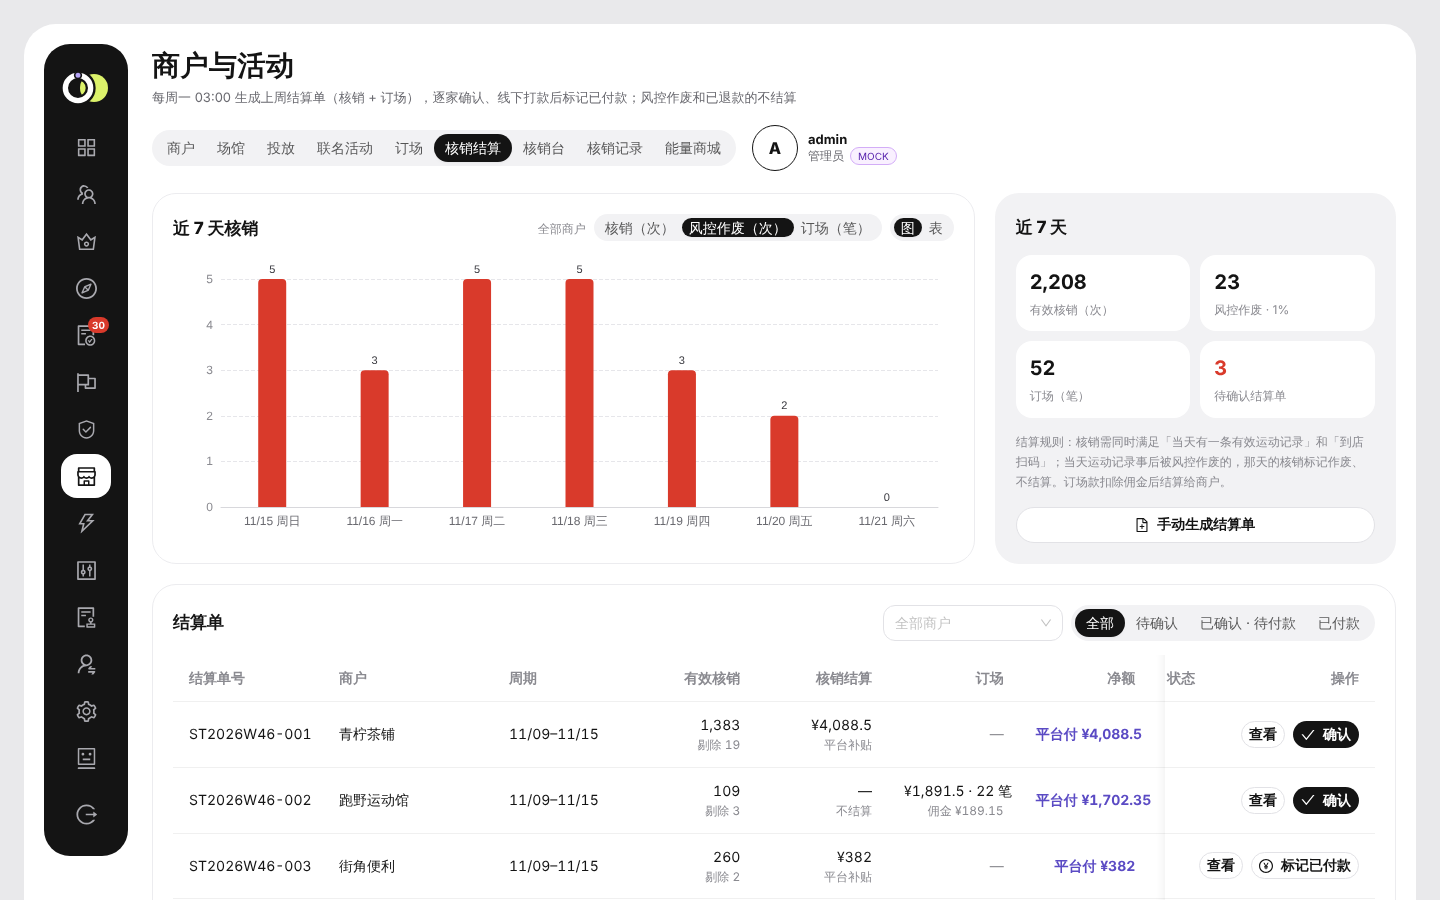 商户与活动
每周一 03:00 生成上周结算单（核销 + 订场），逐家确认、线下打款后标记已付款；风控作废和已退款的不结算
商户 场馆 投放 联名活动 订场 核销结算 核销台 核销记录 能量商城
A
admin
管理员 MOCK
30
近 7 天核销
全部商户 核销（次） 风控作废（次） 订场（笔） 图 表
5
4
3
2
1
0
5 3 5 5 3 2 0
11/15 周日 11/16 周一 11/17 周二 11/18 周三 11/19 周四 11/20 周五 11/21 周六
近 7 天
2,208
有效核销（次）
23
风控作废 · 1%
52
订场（笔）
3
待确认结算单
结算规则：核销需同时满足「当天有一条有效运动记录」和「到店
扫码」；当天运动记录事后被风控作废的，那天的核销标记作废、
不结算。订场款扣除佣金后结算给商户。
手动生成结算单
结算单
全部商户 全部 待确认 已确认 · 待付款 已付款
结算单号 商户 周期 有效核销 核销结算 订场 净额 状态 操作
ST2026W46-001 青柠茶铺 11/09–11/15 1,383 ¥4,088.5 — 平台付 ¥4,088.5 查看 确认
剔除 19 平台补贴
ST2026W46-002 跑野运动馆 11/09–11/15 109 — ¥1,891.5 · 22 笔 平台付 ¥1,702.35 查看 确认
剔除 3 不结算 佣金 ¥189.15
ST2026W46-003 街角便利 11/09–11/15 260 ¥382 — 平台付 ¥382 查看 标记已付款
剔除 2 平台补贴